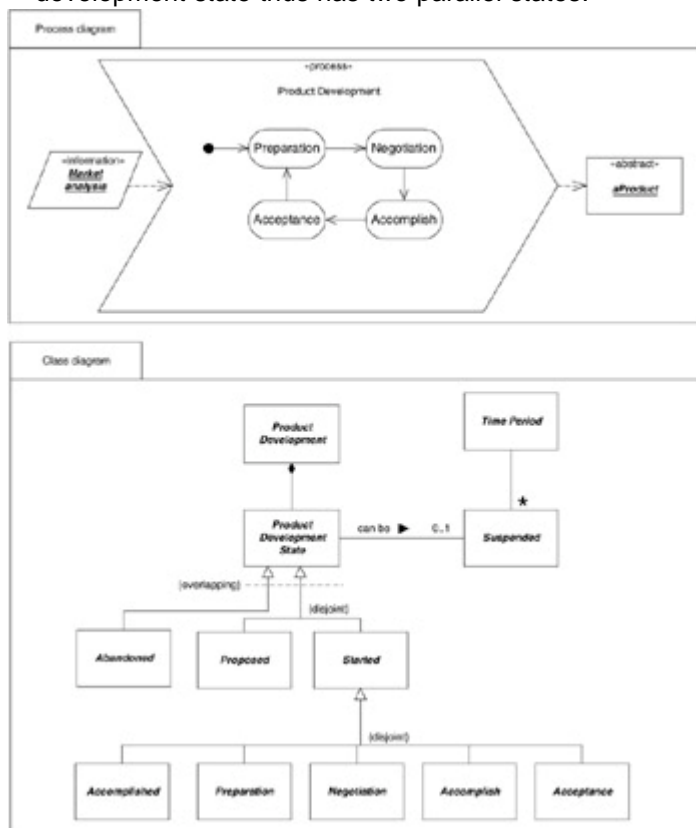 development state thus has two parallel states.
Process diagram
«process»
Product Development
Preparation
Negotiation
«information»
Market
analysis
«abstract»
aProduct
Acceptance
Accomplish
Class diagram
Product
Development
Time Period
*
Product
Development
State
can be ▶
0..1
Suspended
{overlapping}
{disjoint}
Abandoned
Proposed
Started
{disjoint}
Accomplished
Preparation
Negotiation
Accomplish
Acceptance